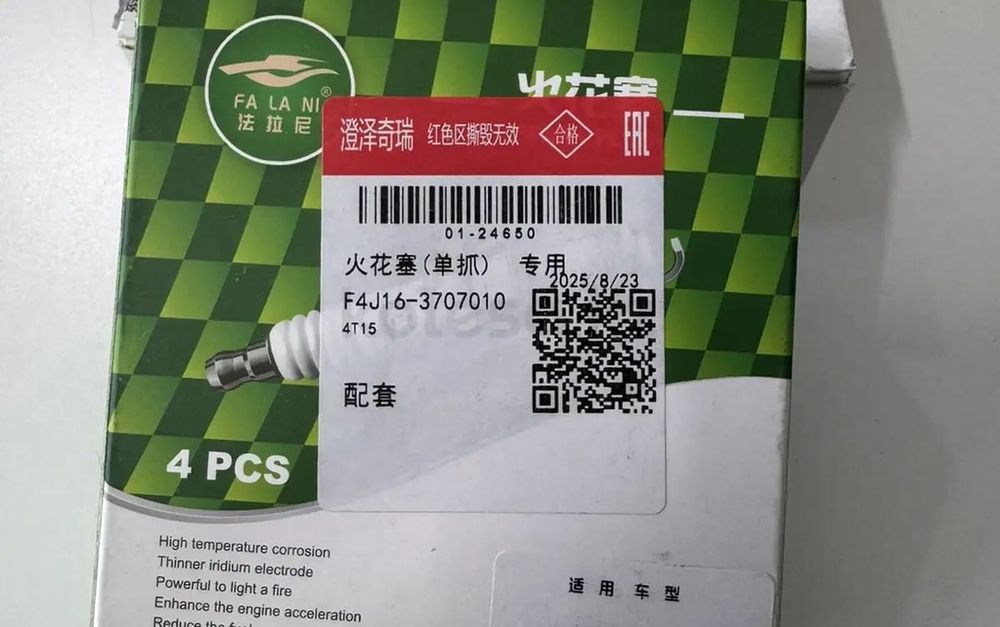 FA LA NI®
法拉尼
火花塞
澄泽奇瑞 红色区撕毁无效 合格 EAC
01-24650
火花塞(单抓) 专用
2025/8/23
F4J16-3707010
4T15
配套
4 PCS
High temperature corrosion
Thinner iridium electrode
Powerful to light a fire
Enhance the engine acceleration
Reduce the
适用车型